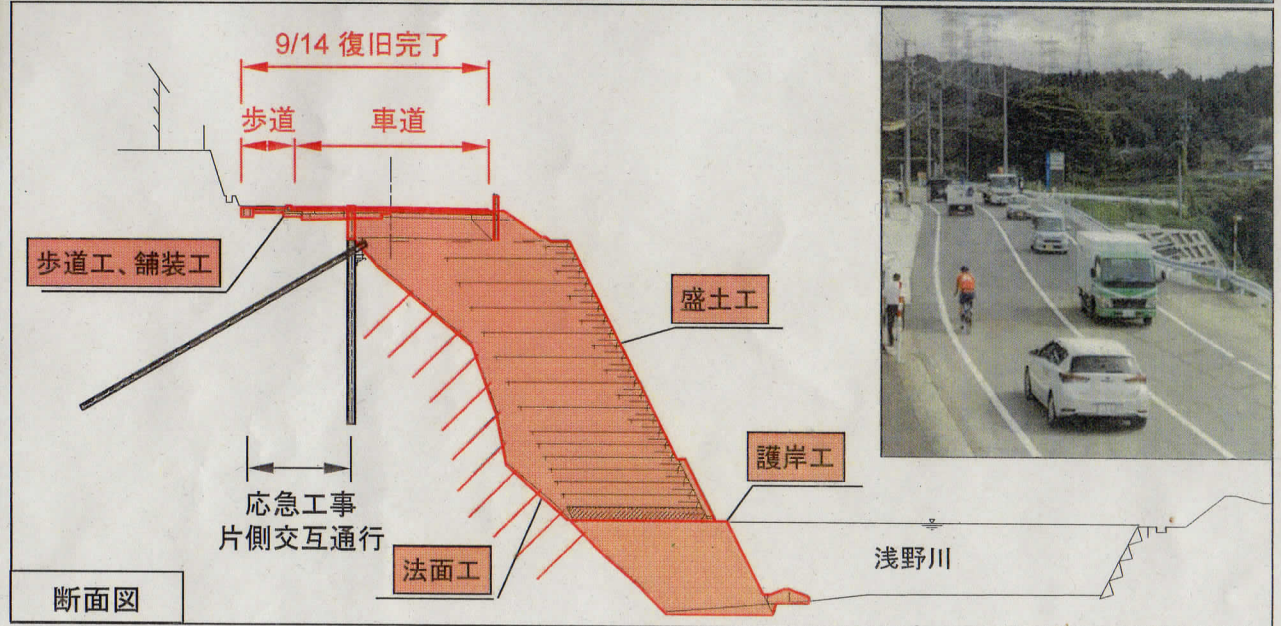 9/14 復旧完了
歩道
車道
歩道工、舗装工
盛土工
護岸工
応急工事
片側交互通行
法面工
浅野川
断面図